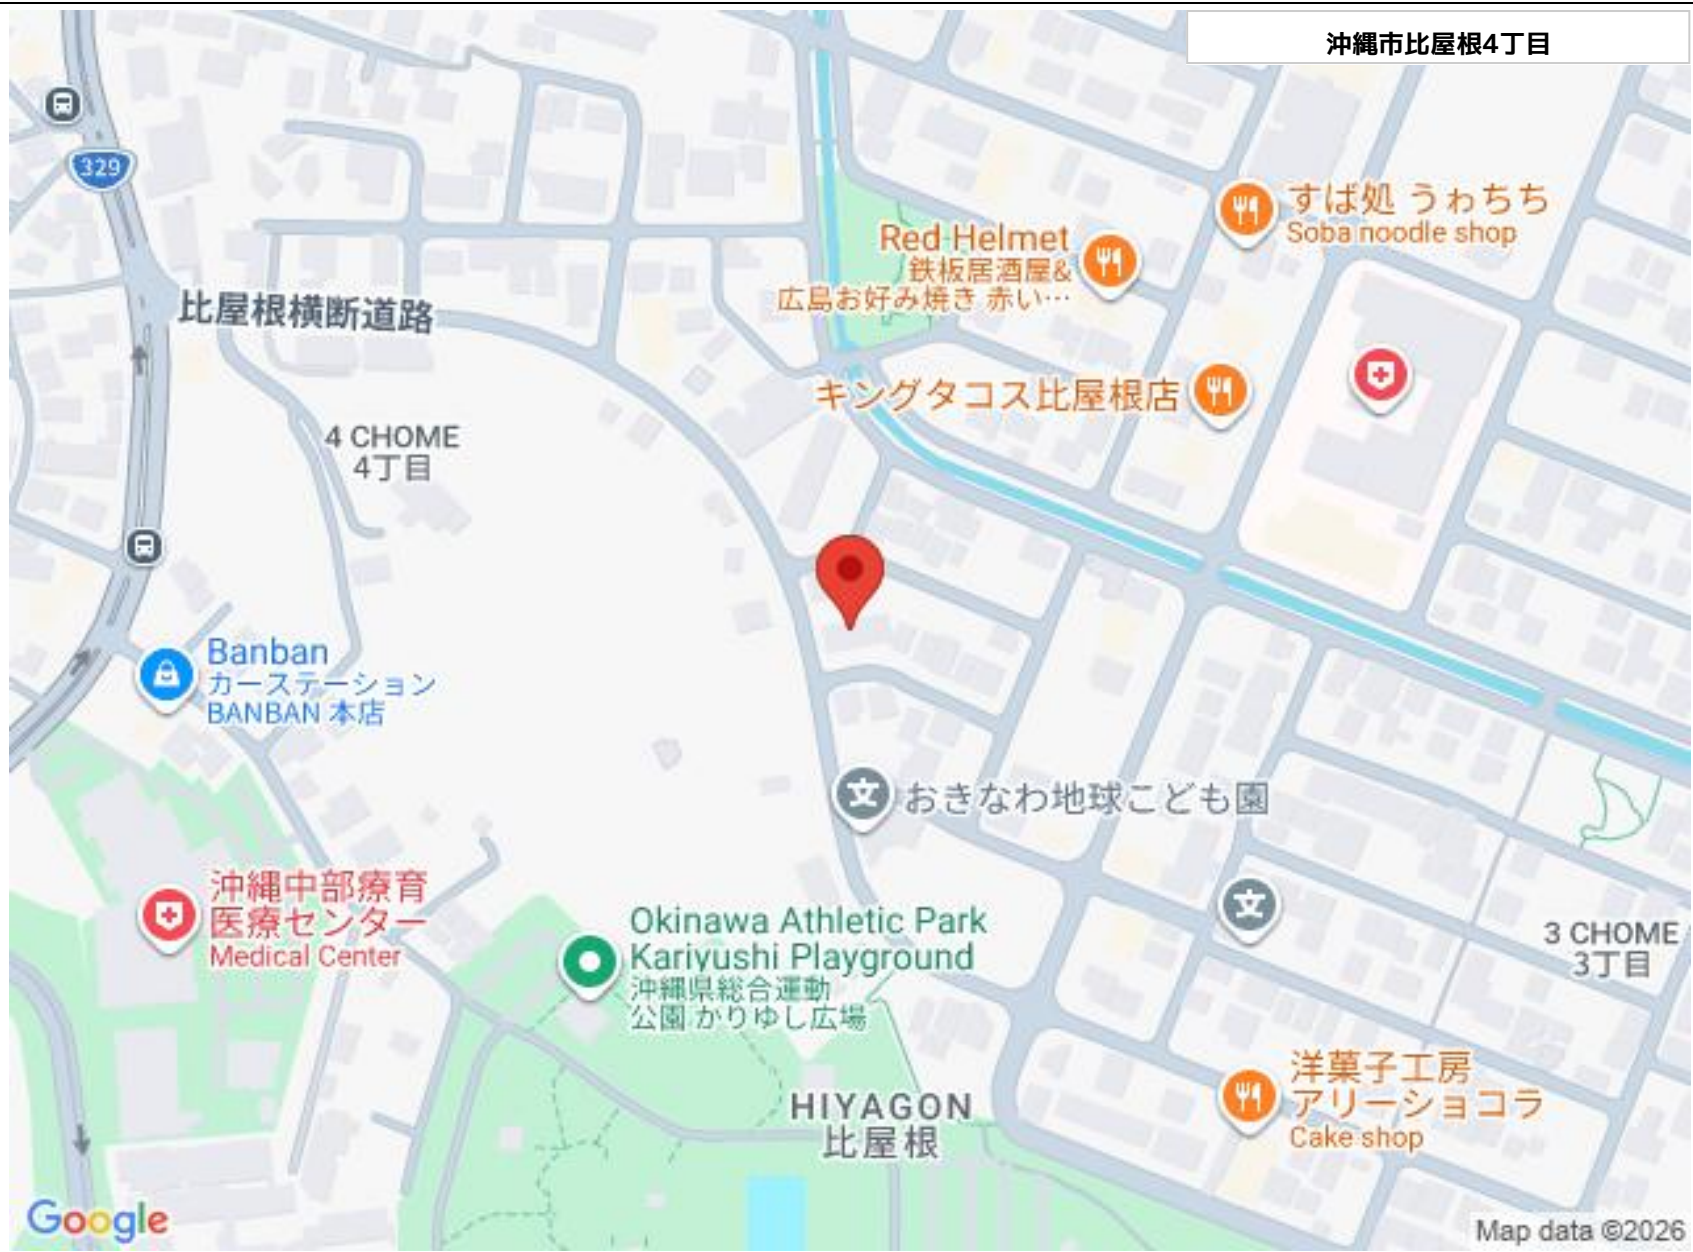 沖縄市比屋根4丁目
329
すば処 うゎちち
Soba noodle shop
Red Helmet
鉄板居酒屋&
広島お好み焼き 赤い…
比屋根横断道路
キングタコス比屋根店
4 CHOME
4丁目
Banban
カーステーション
BANBAN 本店
文 おきなわ地球こども園
沖縄中部療育
医療センター
Medical Center
Okinawa Athletic Park
Kariyushi Playground
沖縄県総合運動
公園 かりゆし広場
文
3 CHOME
3丁目
HIYAGON
比屋根
洋菓子工房
アリーショコラ
Cake shop
Google
Map data ©2026